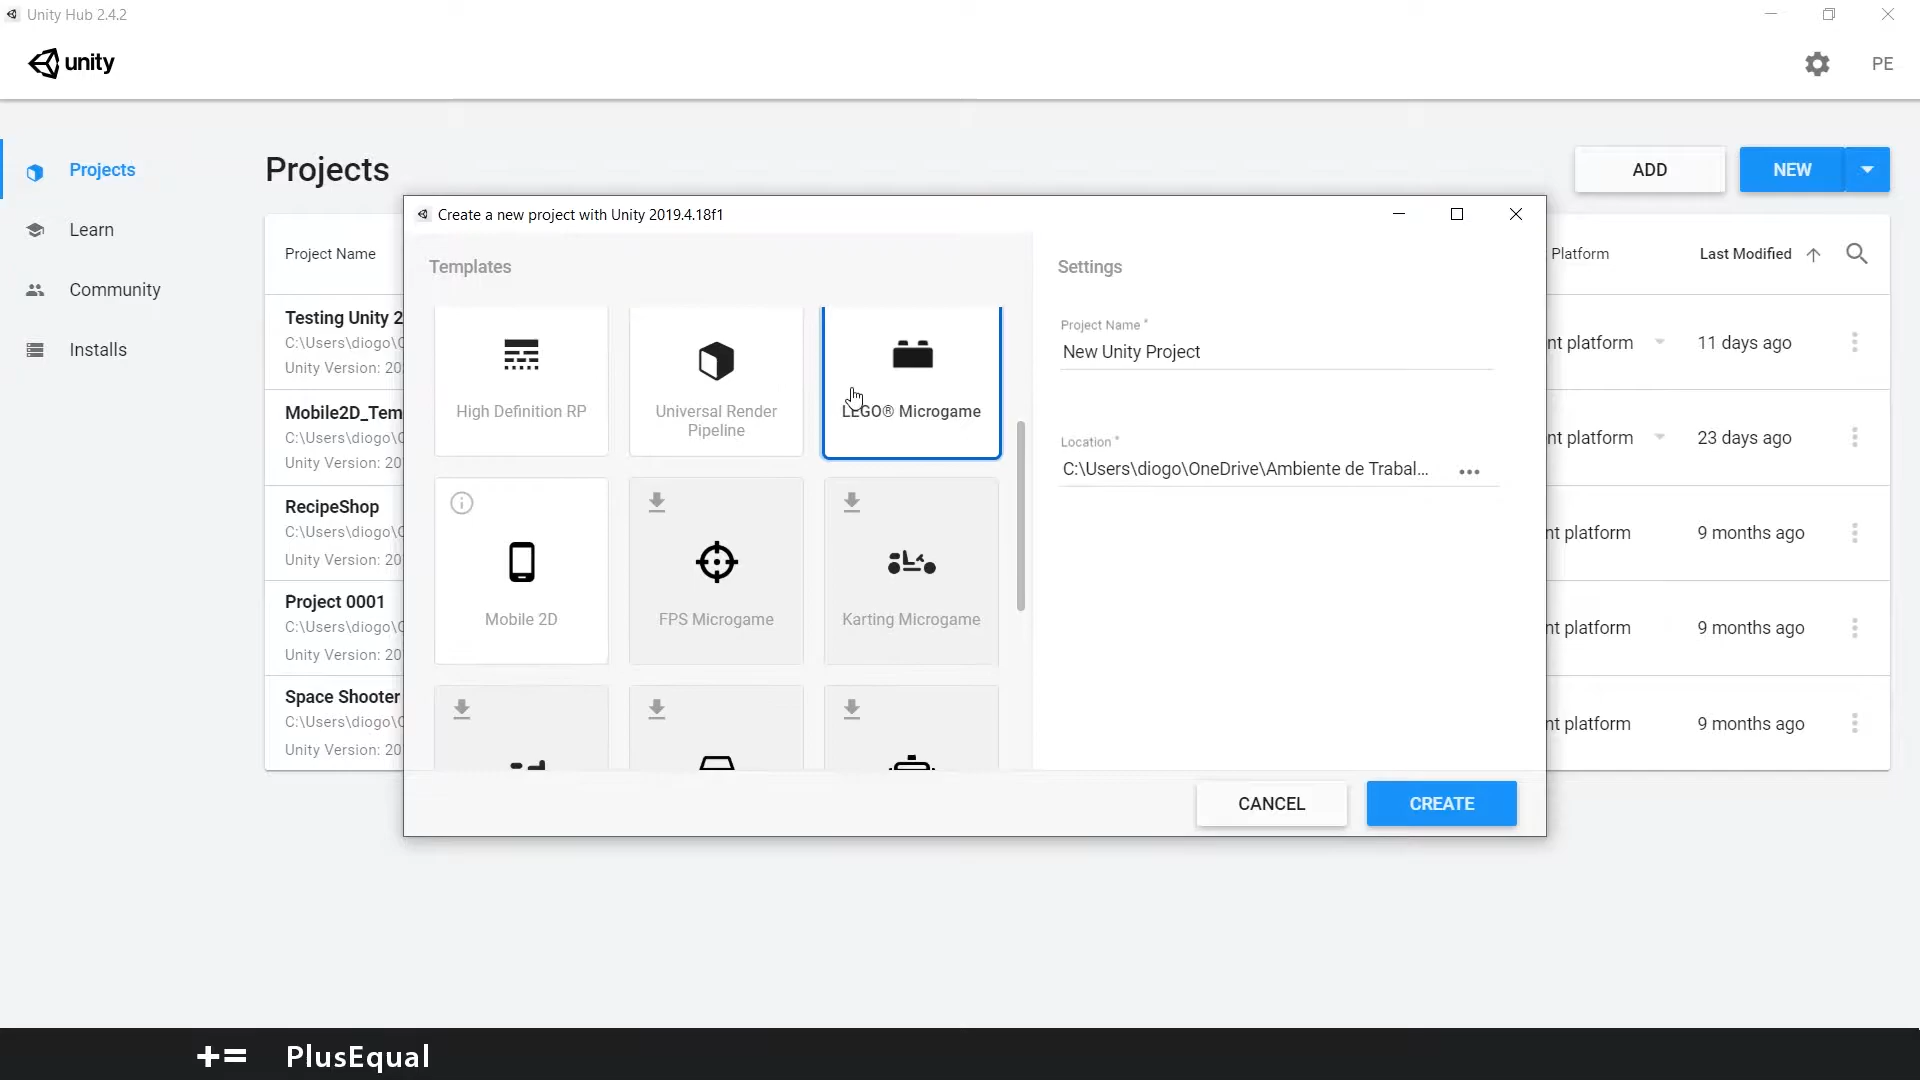 Unity Hub 2.4.2
unity
PE
Projects
Learn
Community
Installs
Projects
ADD
NEW
Project Name
Platform
Last Modified
Testing Unity 2
C:\Users\diogo\
Unity Version: 20
nt platform
11 days ago
Mobile2D_Tem
C:\Users\diogo\
Unity Version: 20
nt platform
23 days ago
RecipeShop
C:\Users\diogo\
Unity Version: 20
nt platform
9 months ago
Project 0001
C:\Users\diogo\
Unity Version: 20
nt platform
9 months ago
Space Shooter
C:\Users\diogo\
Unity Version: 20
nt platform
9 months ago
Create a new project with Unity 2019.4.18f1
Templates
High Definition RP
Universal Render
Pipeline
LEGO® Microgame
Mobile 2D
FPS Microgame
Karting Microgame
Settings
Project Name *
New Unity Project
Location *
C:\Users\diogo\OneDrive\Ambiente de Trabal...
CANCEL
CREATE
+= PlusEqual